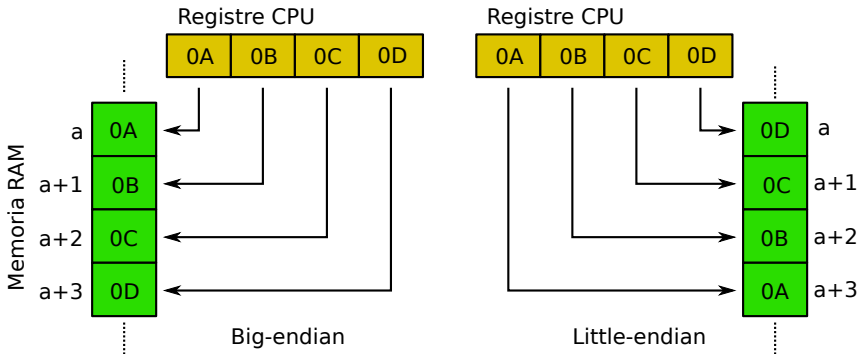 Registre CPU
0A 0B 0C 0D
a 0A
a+1 0B
a+2 0C
a+3 0D
Memoria RAM
Big-endian
Registre CPU
0A 0B 0C 0D
0D a
0C a+1
0B a+2
0A a+3
Little-endian